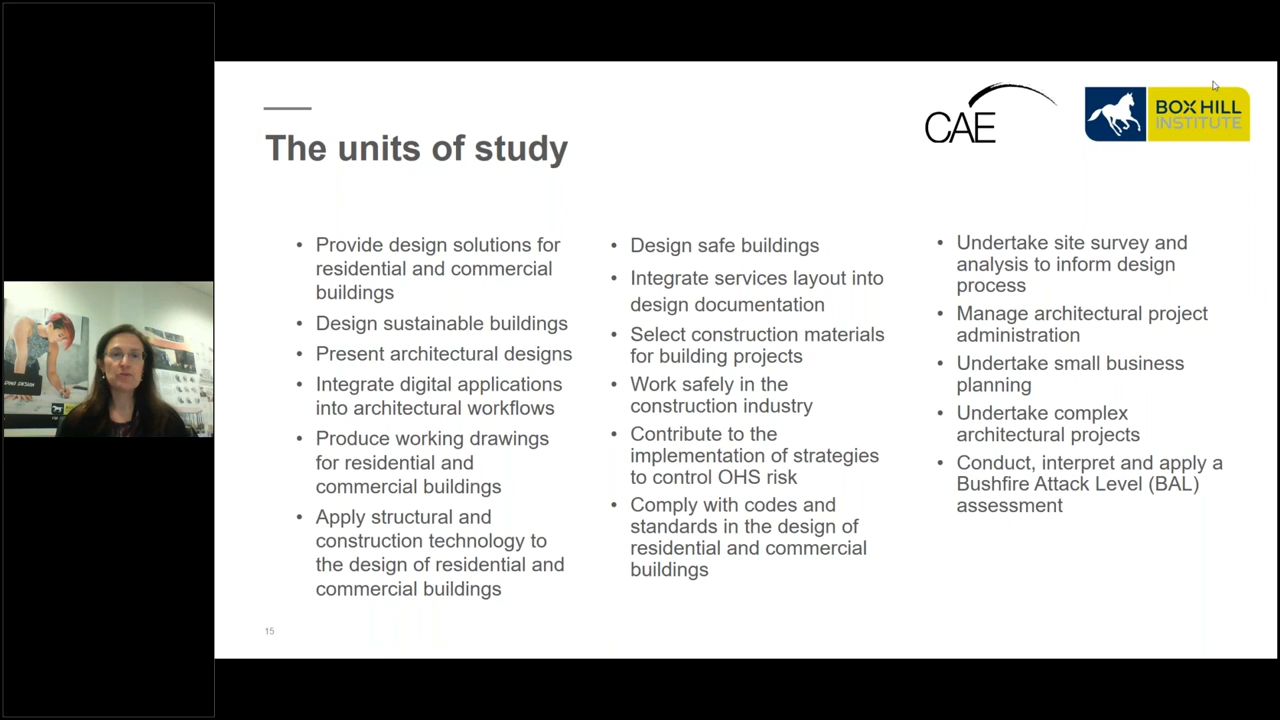 The units of study
CAE
BOX HILL
INSTITUTE
• Provide design solutions for
residential and commercial
buildings
• Design sustainable buildings
• Present architectural designs
• Integrate digital applications
into architectural workflows
• Produce working drawings
for residential and
commercial buildings
• Apply structural and
construction technology to
the design of residential and
commercial buildings
• Design safe buildings
• Integrate services layout into
design documentation
• Select construction materials
for building projects
• Work safely in the
construction industry
• Contribute to the
implementation of strategies
to control OHS risk
• Comply with codes and
standards in the design of
residential and commercial
buildings
• Undertake site survey and
analysis to inform design
process
• Manage architectural project
administration
• Undertake small business
planning
• Undertake complex
architectural projects
• Conduct, interpret and apply a
Bushfire Attack Level (BAL)
assessment
15